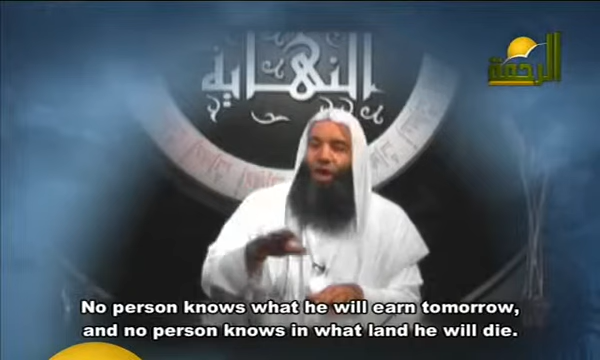 النهاية
الرحمة
No person knows what he will earn tomorrow,
and no person knows in what land he will die.